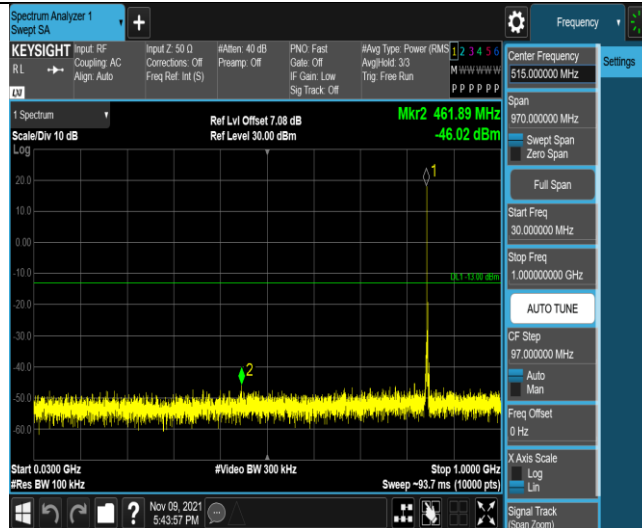 Spectrum Analyzer 1
Swept SA
Frequency
KEYSIGHT
Input: RF
Input Z: 50 Ω
#Atten: 40 dB
PNO: Fast
#Avg Type: Power (RMS
1 2 3 4 5 6
R L
Coupling: AC
Corrections: Off
Preamp: Off
Gate: Off
Avg|Hold: 3/3
M W W W W W
Align: Auto
Freq Ref: Int (S)
IF Gain: Low
Trig: Free Run
P P P P P P
LXI
Sig Track: Off
1 Spectrum
Ref Lvl Offset 7.08 dB
Mkr2 461.89 MHz
Scale/Div 10 dB
Ref Level 30.00 dBm
-46.02 dBm
Log
20.0
10.0
0.00
-10.0
-20.0
-30.0
-40.0
-50.0
-60.0
1
2
DL1 -13.00 dBm
Start 0.0300 GHz
#Video BW 300 kHz
Stop 1.0000 GHz
#Res BW 100 kHz
Sweep ~93.7 ms (10000 pts)
Nov 09, 2021
5:43:57 PM
?
Center Frequency
515.000000 MHz
Settings
Span
970.000000 MHz
Swept Span
Zero Span
Full Span
Start Freq
30.000000 MHz
Stop Freq
1.000000000 GHz
AUTO TUNE
CF Step
97.000000 MHz
Auto
Man
Freq Offset
0 Hz
X Axis Scale
Log
Lin
Signal Track
(Span Zoom)